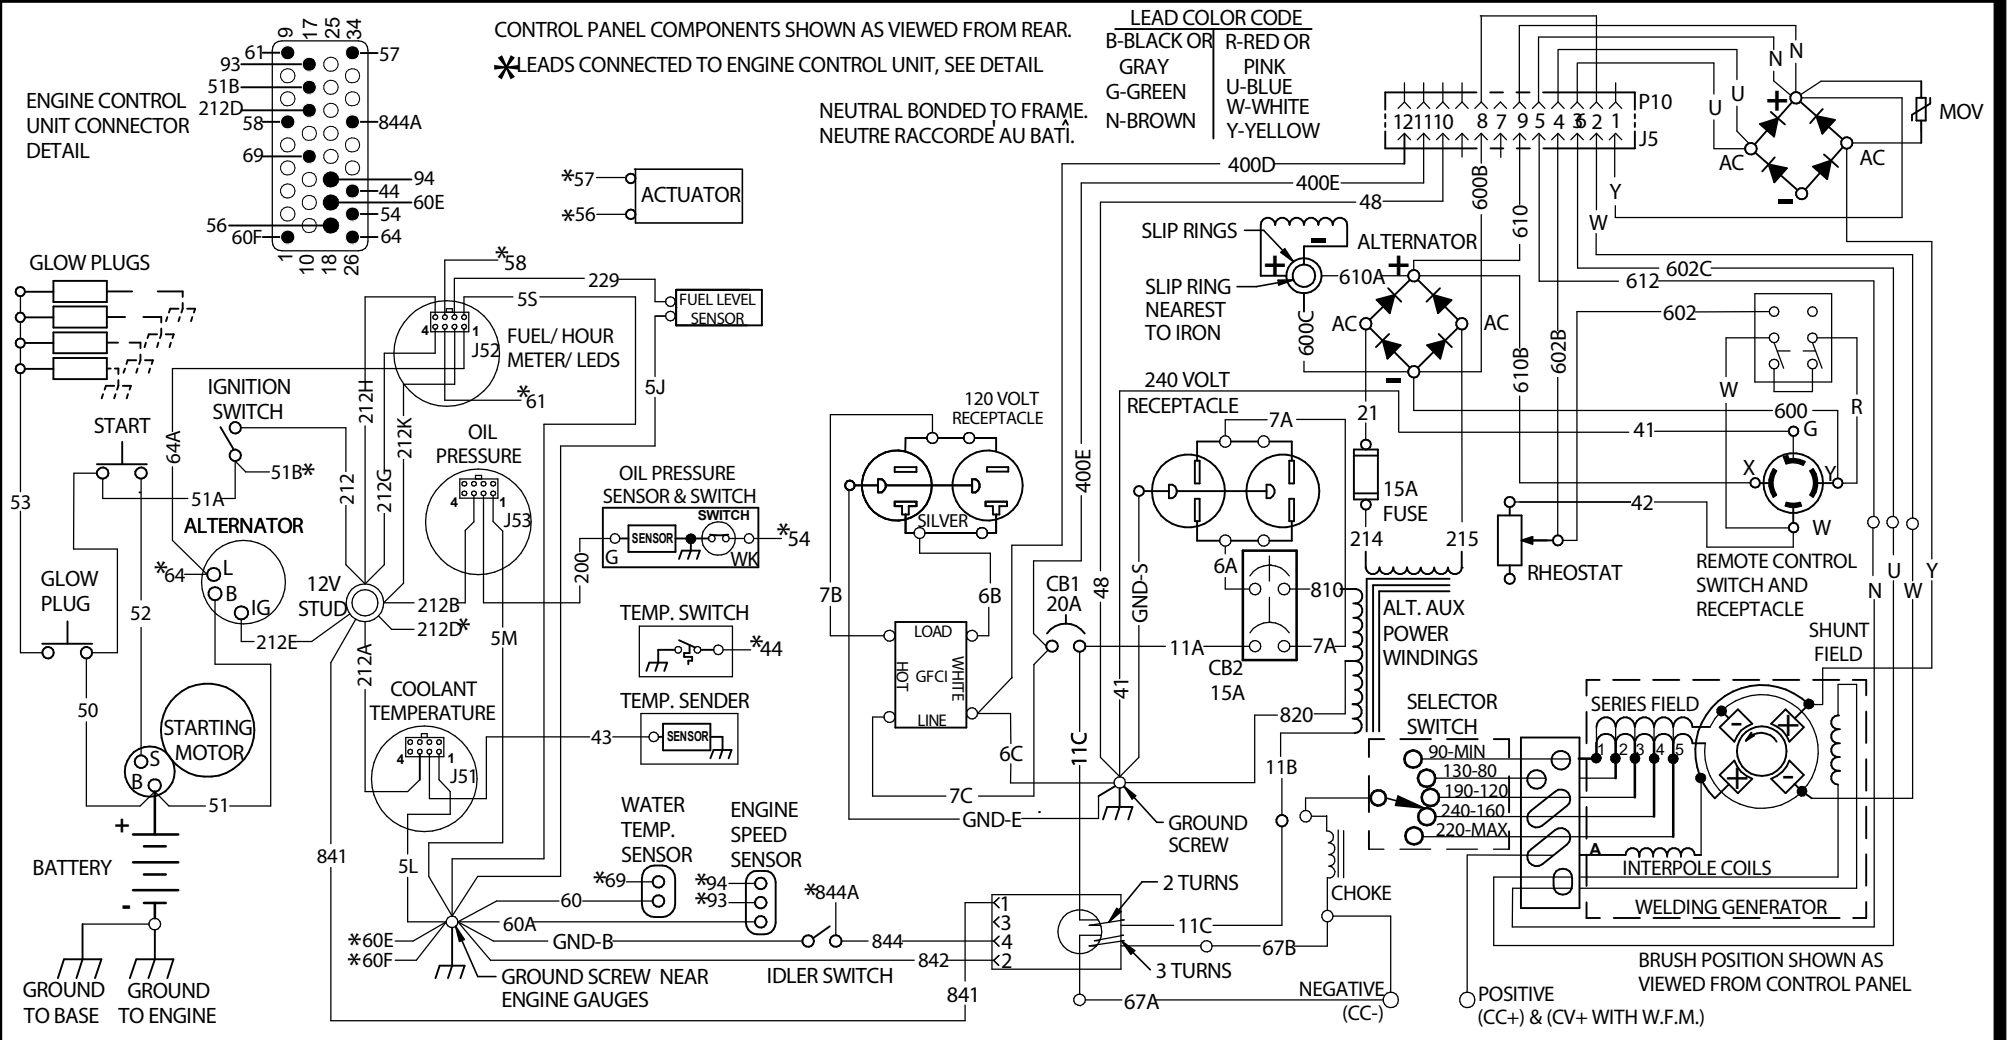 CONTROL PANEL COMPONENTS SHOWN AS VIEWED FROM REAR.
*LEADS CONNECTED TO ENGINE CONTROL UNIT, SEE DETAIL
NEUTRAL BONDED TO FRAME.
NEUTRE RACCORDE' AU BATÎ.
LEAD COLOR CODE
B-BLACK OR
GRAY
G-GREEN
N-BROWN
R-RED OR
PINK
U-BLUE
W-WHITE
Y-YELLOW
ENGINE CONTROL
UNIT CONNECTOR
DETAIL
9 17 25 34
61
93
51B
212D
58
69
56
60F
57
844A
94
44
60E
54
64
1 10 18 26
*57
*56
ACTUATOR
P10
J5
12 11 10 8 7 9 5 4 3 6 2 1
N
N
U
U
+
AC
AC
-
MOV
400D
400E
48
600B
610
W
Y
GLOW PLUGS
*58
229
5S
FUEL LEVEL
SENSOR
4
1
J52
FUEL/ HOUR
METER/ LEDS
*61
5J
SLIP RINGS
SLIP RING
NEAREST
TO IRON
+
-
ALTERNATOR
610A
+
AC
AC
-
600C
602C
612
602
610B
602B
W
R
600
41
G
X
Y
W
42
RHEOSTAT
REMOTE CONTROL
SWITCH AND
RECEPTACLE
N
U
W
Y
IGNITION
SWITCH
51B*
START
51A
64A
53
212H
212K
212
212G
OIL
PRESSURE
4
1
J53
OIL PRESSURE
SENSOR & SWITCH
SWITCH
SENSOR
G
WK
*54
200
120 VOLT
RECEPTACLE
SILVER
240 VOLT
RECEPTACLE
7A
21
15A
FUSE
214
215
400E
48
GND-S
6A
810
7A
CB2
15A
ALT. AUX
POWER
WINDINGS
ALTERNATOR
*64
L
B
IG
212E
GLOW
PLUG
52
12V
STUD
212B
212D*
212A
5M
TEMP. SWITCH
*44
7B
6B
LOAD
HOT
GFCI
WHITE
LINE
CB1
20A
11A
41
820
6C
11C
11B
7C
GND-E
GROUND
SCREW
50
STARTING
MOTOR
S
B
51
+
BATTERY
-
GROUND
TO BASE
GROUND
TO ENGINE
841
COOLANT
TEMPERATURE
4
1
J51
43
TEMP. SENDER
SENSOR
5L
WATER
TEMP.
SENSOR
*69
60
ENGINE
SPEED
SENSOR
*94
*93
60A
*844A
*60E
*60F
GND-B
IDLER SWITCH
844
842
841
GROUND SCREW NEAR
ENGINE GAUGES
1
3
4
2
2 TURNS
11C
67B
3 TURNS
67A
CHOKE
NEGATIVE
(CC-)
POSITIVE
(CC+) & (CV+ WITH W.F.M.)
SELECTOR
SWITCH
90-MIN
130-80
190-120
240-160
220-MAX
SERIES FIELD
1 2 3 4 5
A
INTERPOLE COILS
WELDING GENERATOR
SHUNT
FIELD
-
+
+
-
BRUSH POSITION SHOWN AS
VIEWED FROM CONTROL PANEL